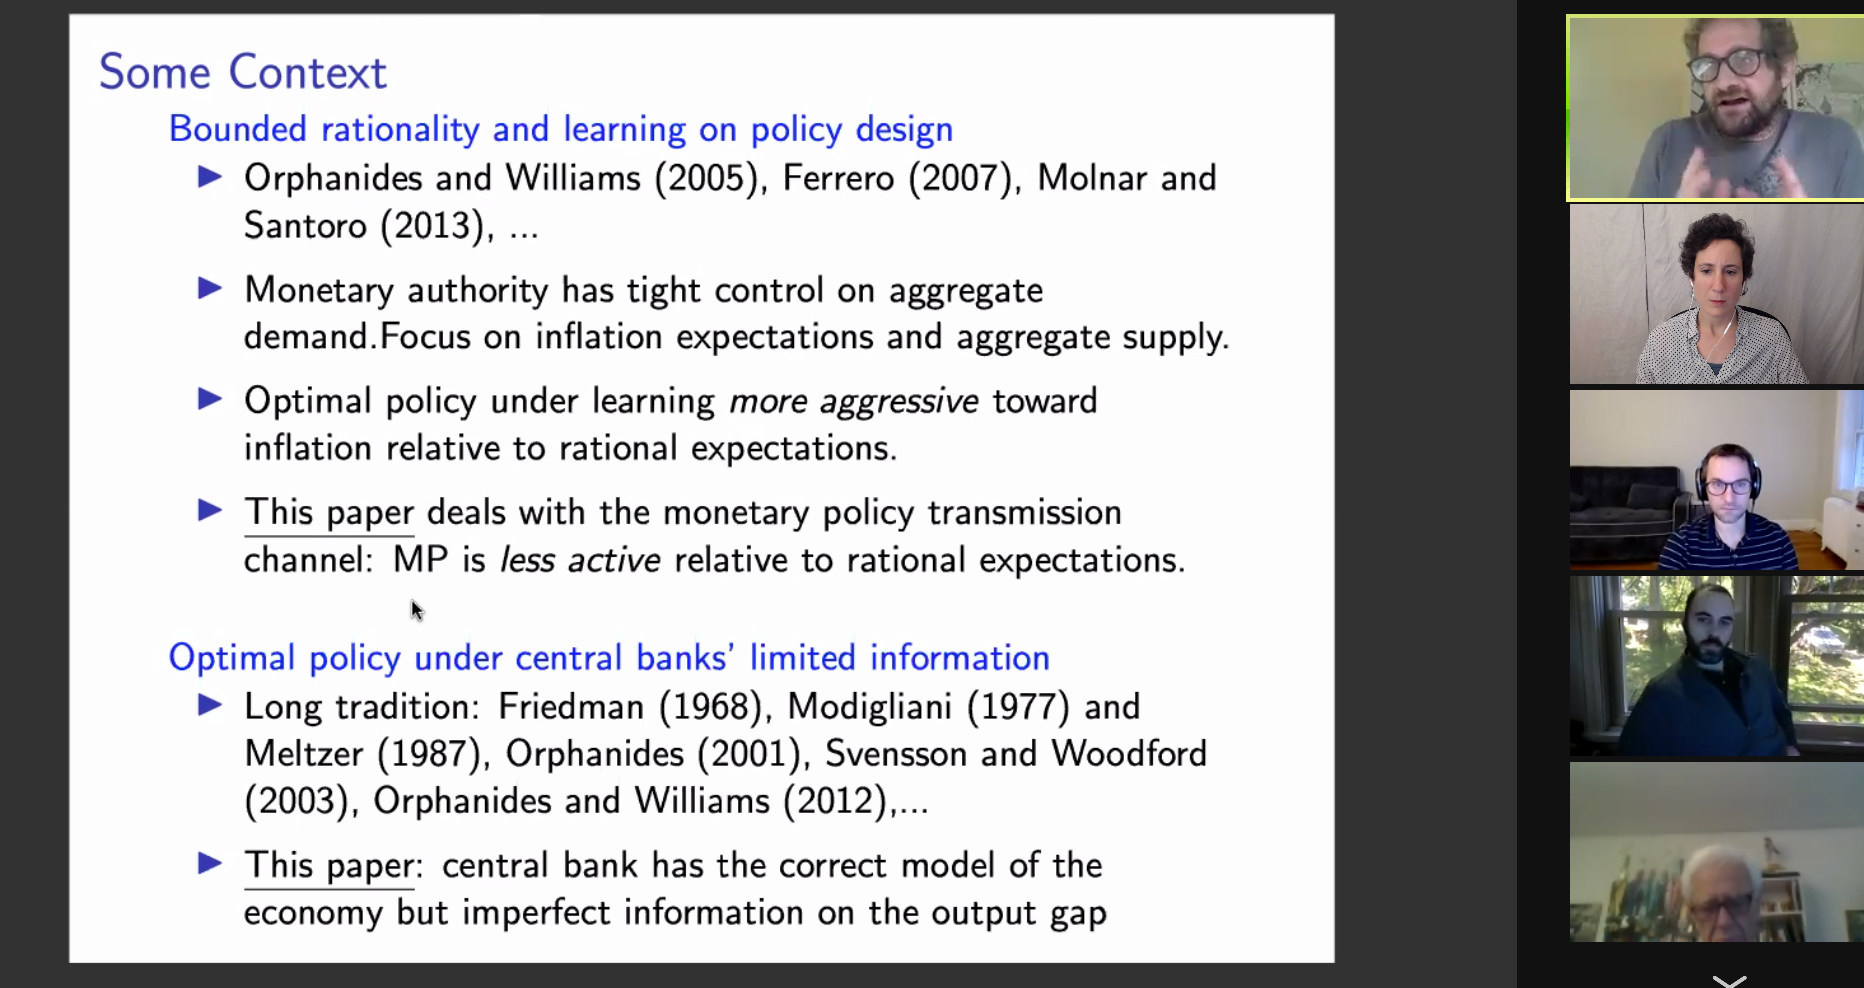 Some Context
Bounded rationality and learning on policy design
▶ Orphanides and Williams (2005), Ferrero (2007), Molnar and
Santoro (2013), ...
▶ Monetary authority has tight control on aggregate
demand.Focus on inflation expectations and aggregate supply.
▶ Optimal policy under learning more aggressive toward
inflation relative to rational expectations.
▶ This paper deals with the monetary policy transmission
channel: MP is less active relative to rational expectations.
Optimal policy under central banks' limited information
▶ Long tradition: Friedman (1968), Modigliani (1977) and
Meltzer (1987), Orphanides (2001), Svensson and Woodford
(2003), Orphanides and Williams (2012),...
▶ This paper: central bank has the correct model of the
economy but imperfect information on the output gap